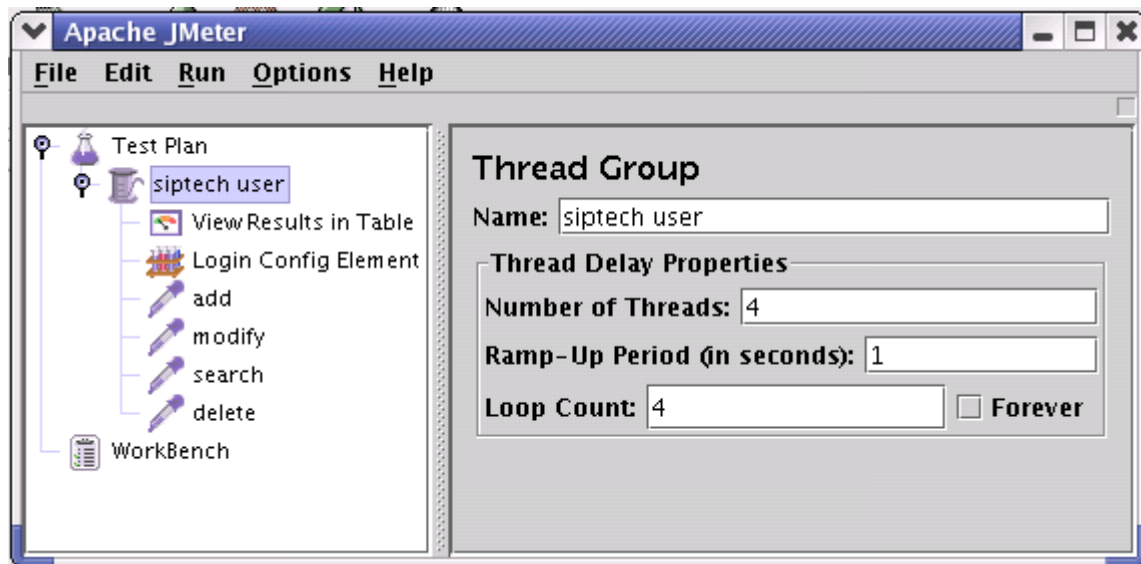 Apache JMeter
File Edit Run Options Help
Test Plan
siptech user
View Results in Table
Login Config Element
add
modify
search
delete
WorkBench
Thread Group
Name: siptech user
Thread Delay Properties
Number of Threads: 4
Ramp-Up Period (in seconds): 1
Loop Count: 4 Forever